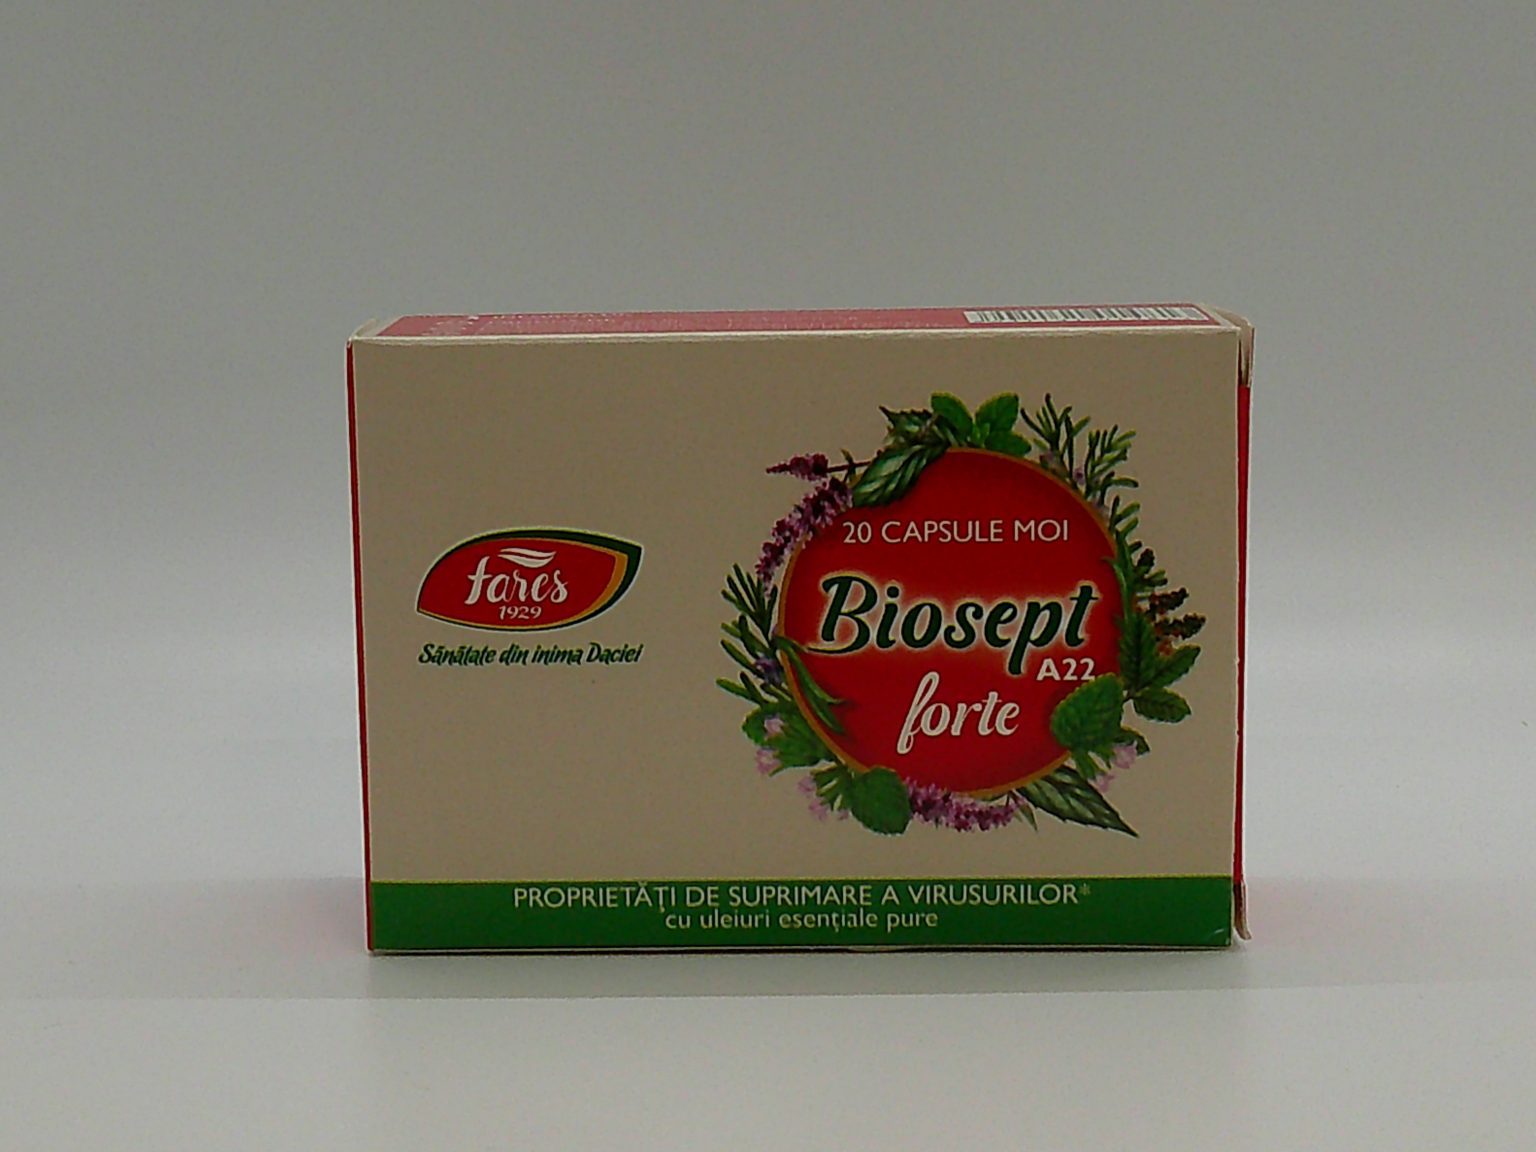 fares
1929
Sănătate din inima Daciei
20 CAPSULE MOI
Biosept
A22
forte
PROPRIETĂȚI DE SUPRIMARE A VIRUSURILOR*
cu uleiuri esențiale pure